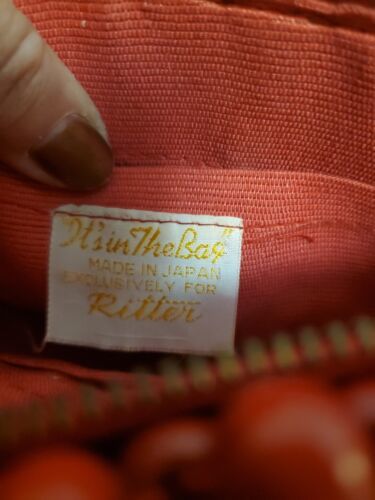 "It's in The Bag"
MADE IN JAPAN
EXCLUSIVELY FOR
Ritter